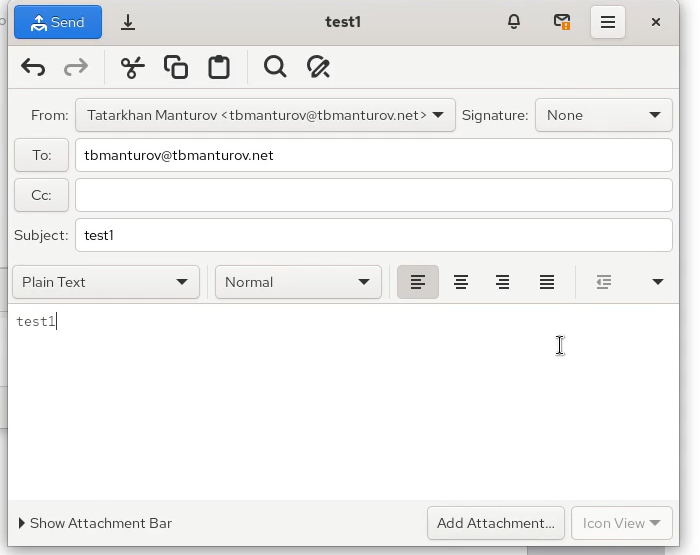 Send
test1
From:
Tatarkhan Manturov <tbmanturov@tbmanturov.net>
Signature:
None
To:
tbmanturov@tbmanturov.net
Cc:
Subject:
test1
Plain Text
Normal
test1
Show Attachment Bar
Add Attachment...
Icon View